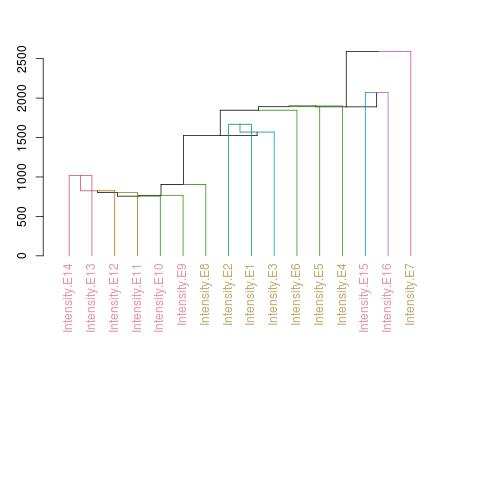 2500
2000
1500
1000
500
0
Intensity.E14
Intensity.E13
Intensity.E12
Intensity.E11
Intensity.E10
Intensity.E9
Intensity.E8
Intensity.E2
Intensity.E1
Intensity.E3
Intensity.E6
Intensity.E5
Intensity.E4
Intensity.E15
Intensity.E16
Intensity.E7